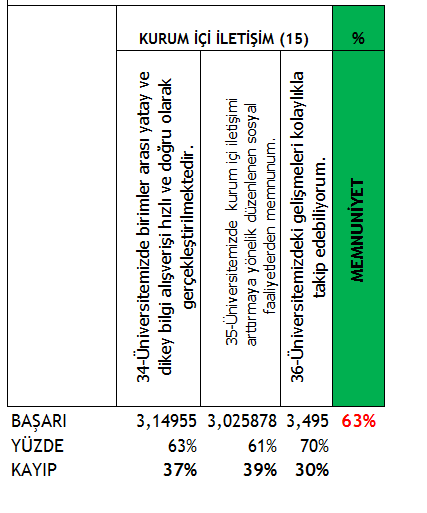 KURUM İÇİ İLETİŞİM (15) %
34-Üniversitemizde birimler arası yatay ve
dikey bilgi alışverişi hızlı ve doğru olarak
gerçekleştirilmektedir.
35-Üniversitemizde kurum içi iletişimi
arttırmaya yönelik düzenlenen sosyal
faaliyetlerden memnunum.
36-Üniversitemizdeki gelişmeleri kolaylıkla
takip edebiliyorum.
MEMNUNİYET
BAŞARI 3,14955 3,025878 3,495 63%
YÜZDE 63% 61% 70%
KAYIP 37% 39% 30%